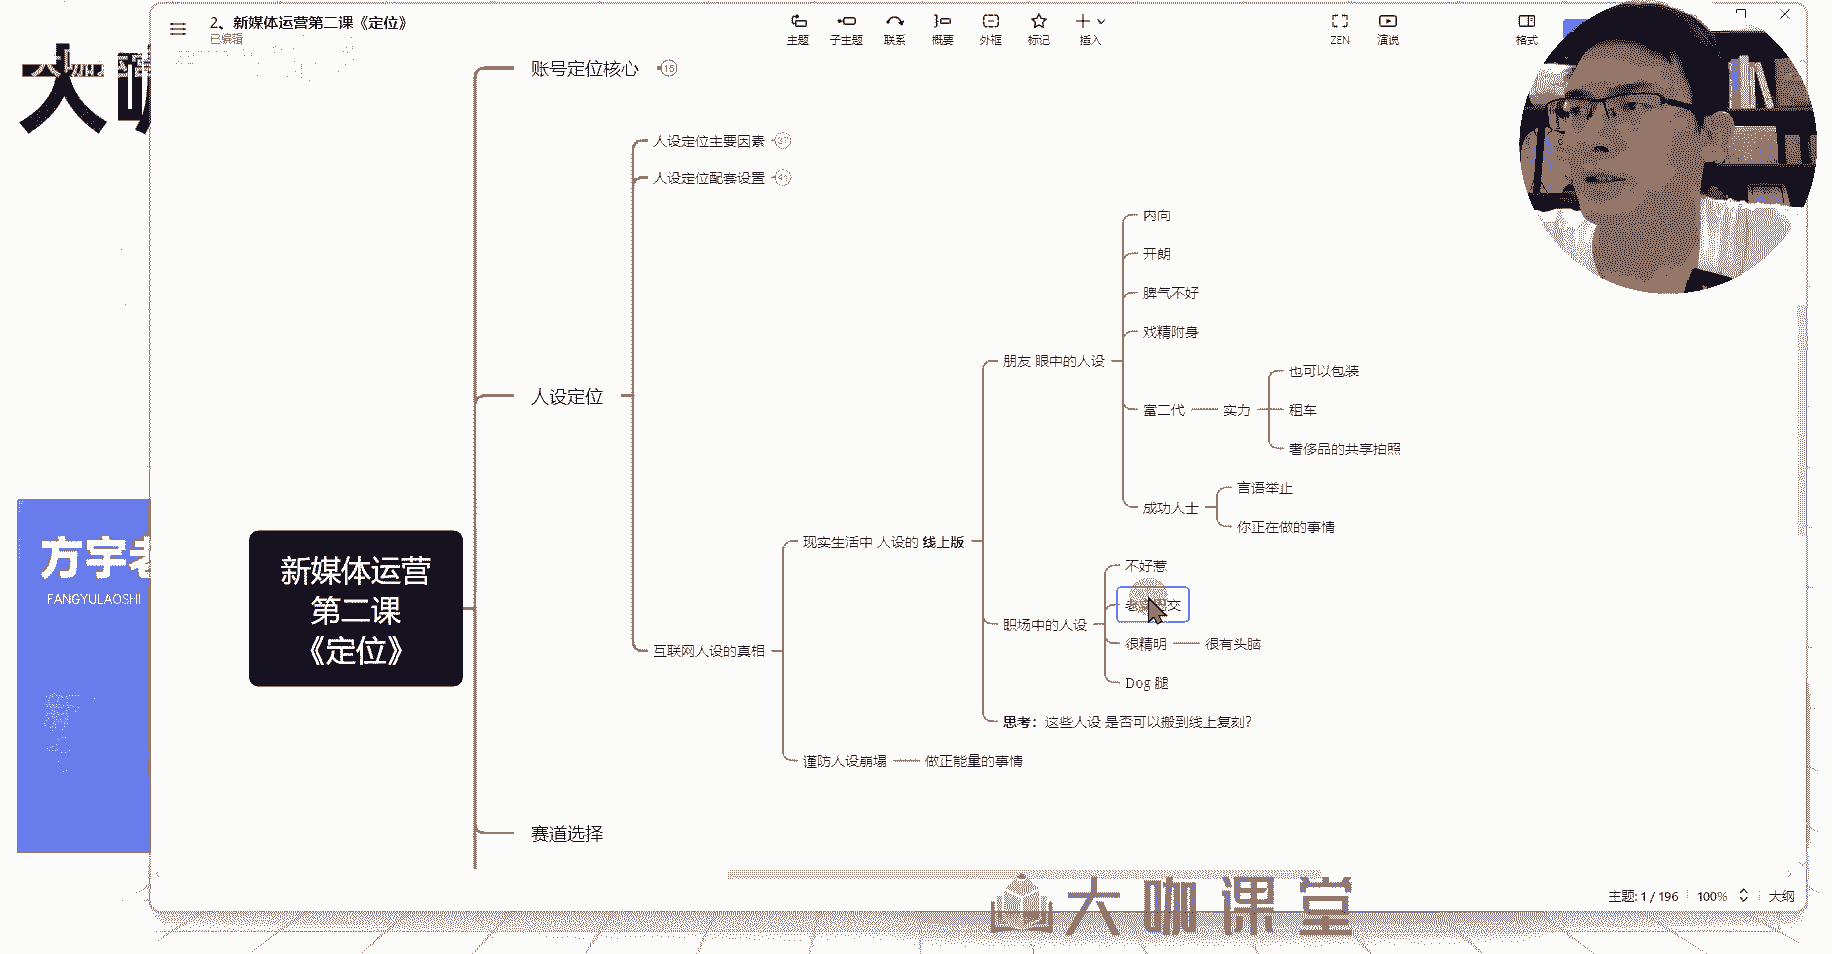 2、新媒体运营第二课《定位》
已编辑
主题
子主题
联系
概要
外框
标记
插入
ZEN
演说
格式
大
账号定位核心
15
人设定位主要因素
人设定位配套设置
内向
开朗
脾气不好
戏精附身
朋友 眼中的人设
也可以包装
富二代
实力
租车
人设定位
奢侈品的共享拍照
言语举止
成功人士
你正在做的事情
现实生活中 人设的 线上版
方宇老
FANGYULAOSHI
新媒体运营
第二课
《定位》
不好惹
老 交
职场中的人设
很精明
很有头脑
互联网人设的真相
Dog 腿
思考：这些人设 是否可以搬到线上复刻？
谨防人设崩塌
做正能量的事情
赛道选择
大咖课堂
主题: 1 / 196
100%
大纲